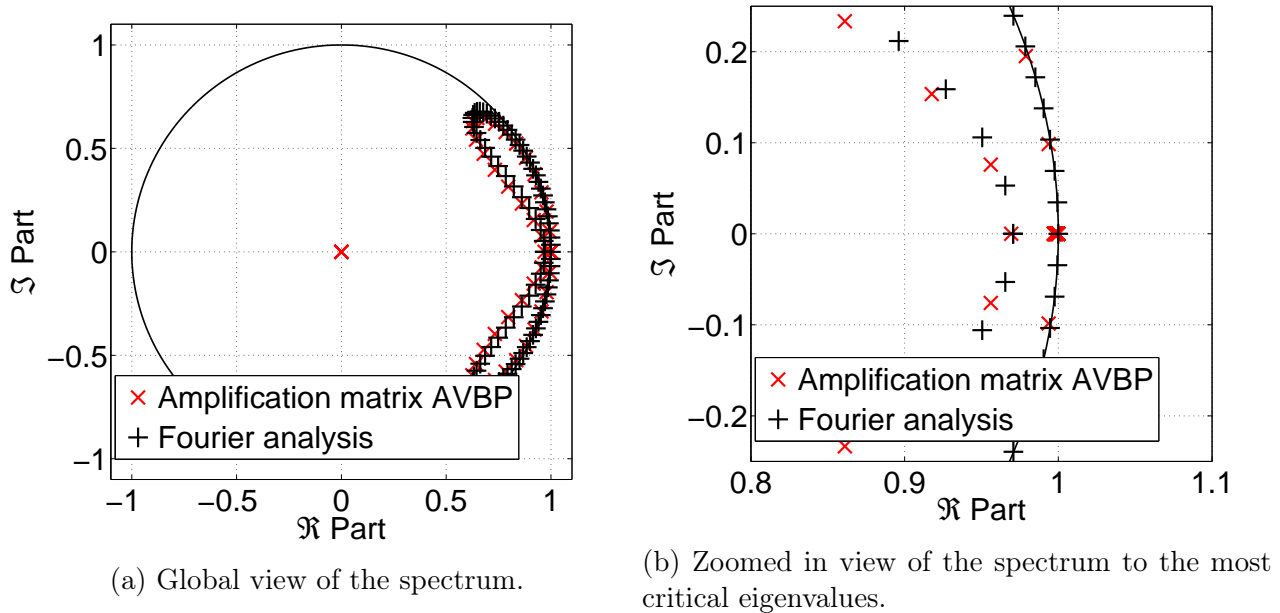 1
0.5
0
−0.5
−1
ℑ Part
−1
−0.5
0
0.5
1
ℜ Part
Amplification matrix AVBP
Fourier analysis
(a) Global view of the spectrum.
0.2
0.1
0
−0.1
−0.2
ℑ Part
0.8
0.9
1
1.1
ℜ Part
Amplification matrix AVBP
Fourier analysis
(b) Zoomed in view of the spectrum to the most
critical eigenvalues.